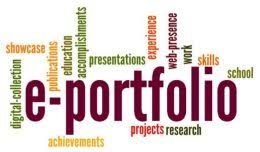 showcase
publications
education
accomplishments
presentations
experience
web-presence
work
skills
school
digital-collection
e-portfolio
achievements
projects
research